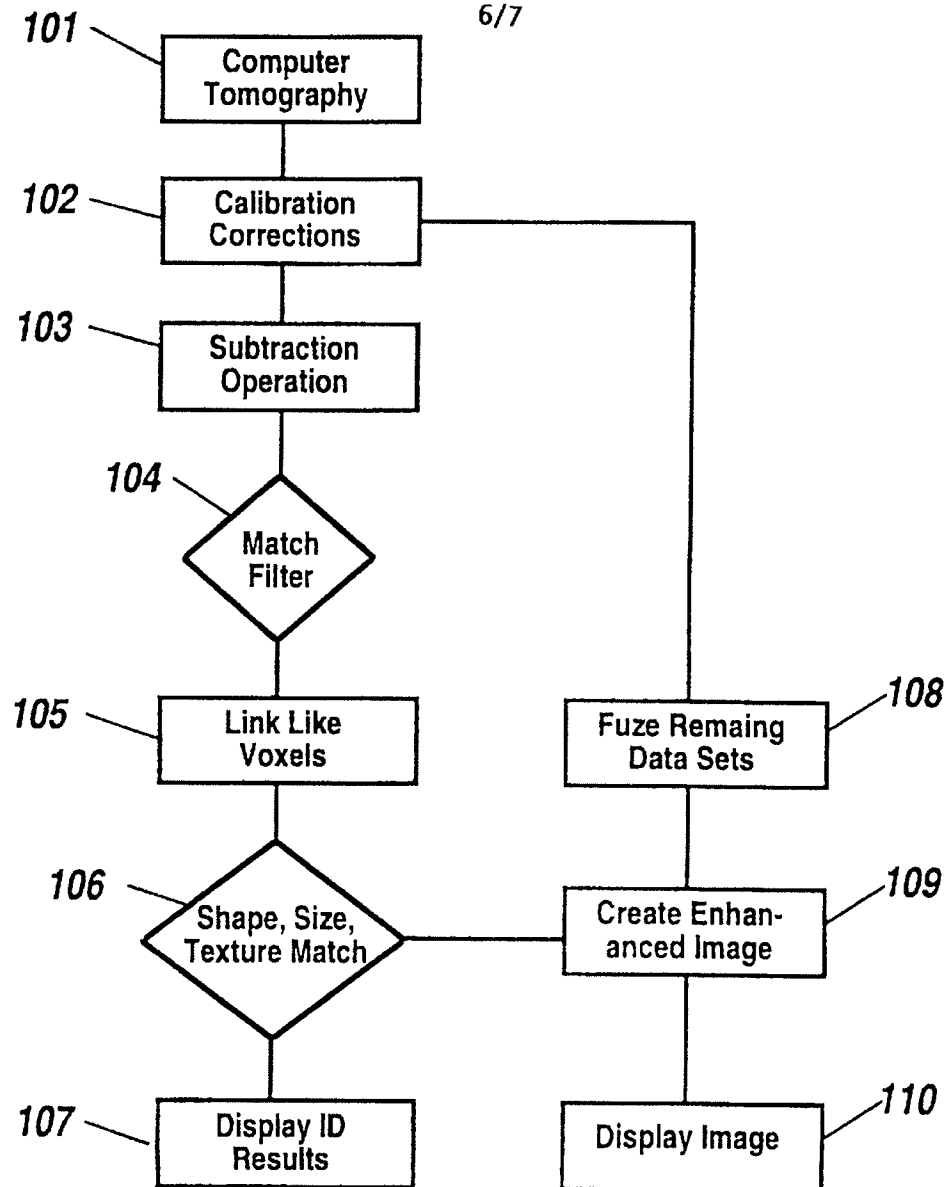 6/7
101
Computer
Tomography
102
Calibration
Corrections
103
Subtraction
Operation
104
Match
Filter
105
Link Like
Voxels
108
Fuze Remaing
Data Sets
106
Shape, Size,
Texture Match
109
Create Enhan-
anced Image
107
Display ID
Results
110
Display Image